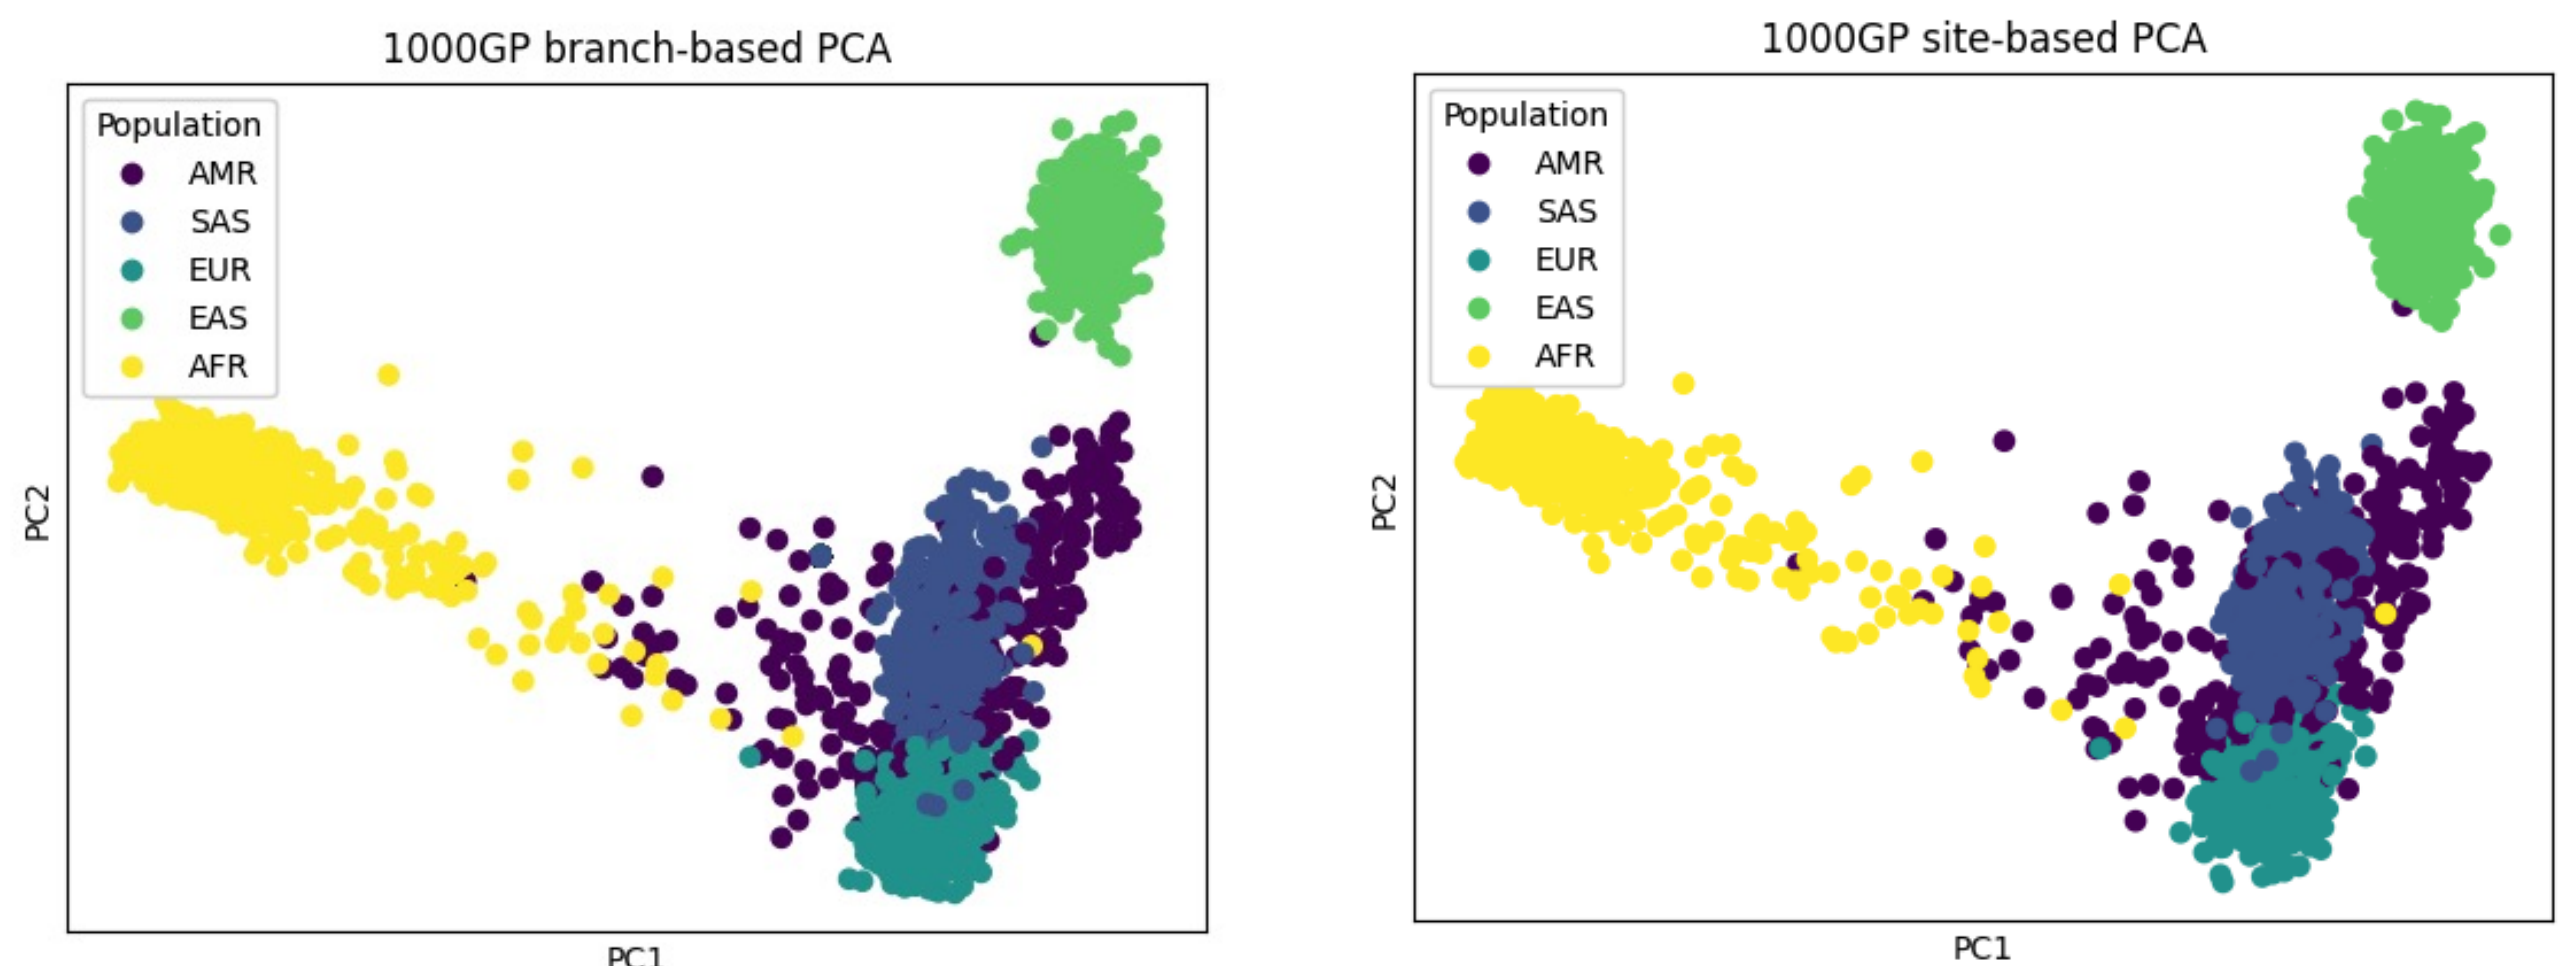 1000GP branch-based PCA
Population
AMR
SAS
EUR
EAS
AFR
PC2
PC1
1000GP site-based PCA
Population
AMR
SAS
EUR
EAS
AFR
PC2
PC1